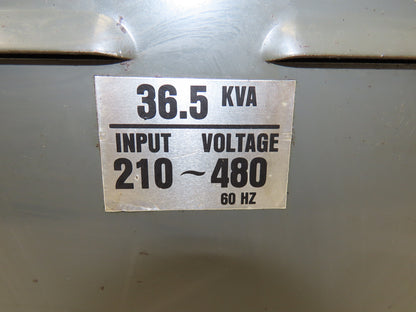 36.5 KVA
INPUT VOLTAGE
210 ~ 480
60 HZ